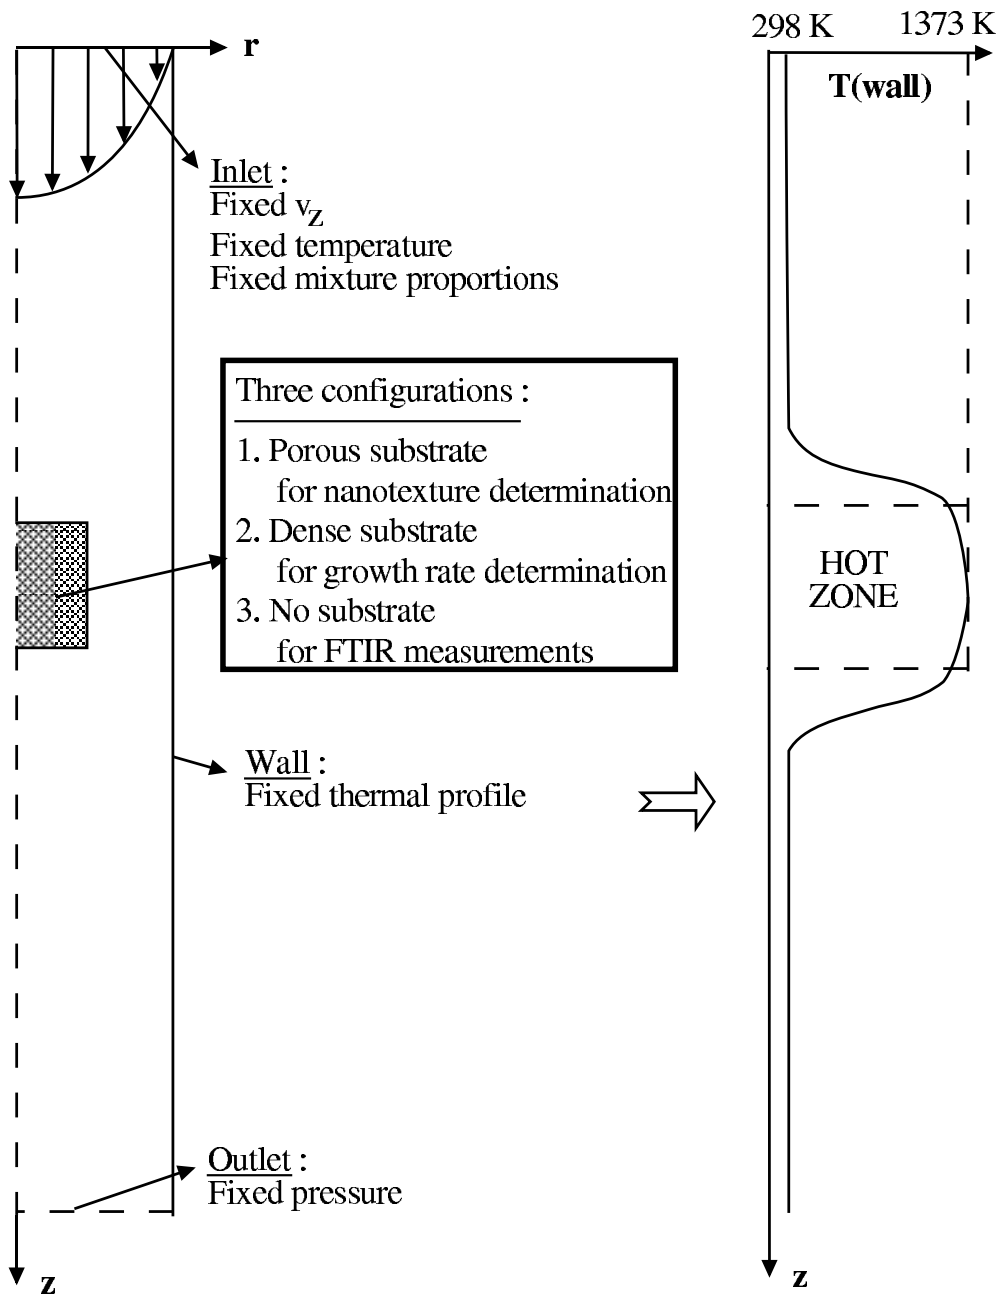 298 K
1373 K
r
T(wall)
Inlet :
Fixed vz
Fixed temperature
Fixed mixture proportions
Three configurations :
1. Porous substrate
for nanotexture determination
2. Dense substrate
for growth rate determination
3. No substrate
for FTIR measurements
HOT
ZONE
Wall :
Fixed thermal profile
Outlet :
Fixed pressure
z
z